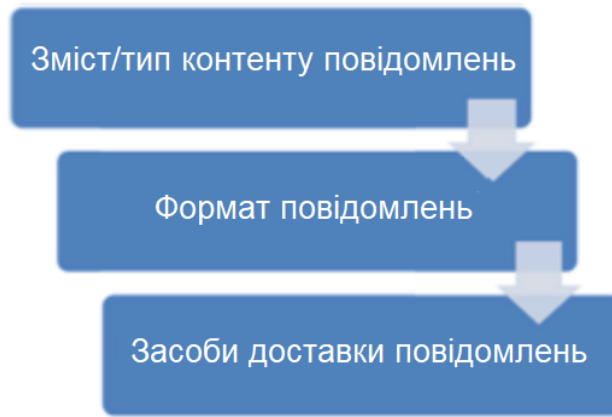 Зміст/тип контенту повідомлень
Формат повідомлень
Засоби доставки повідомлень